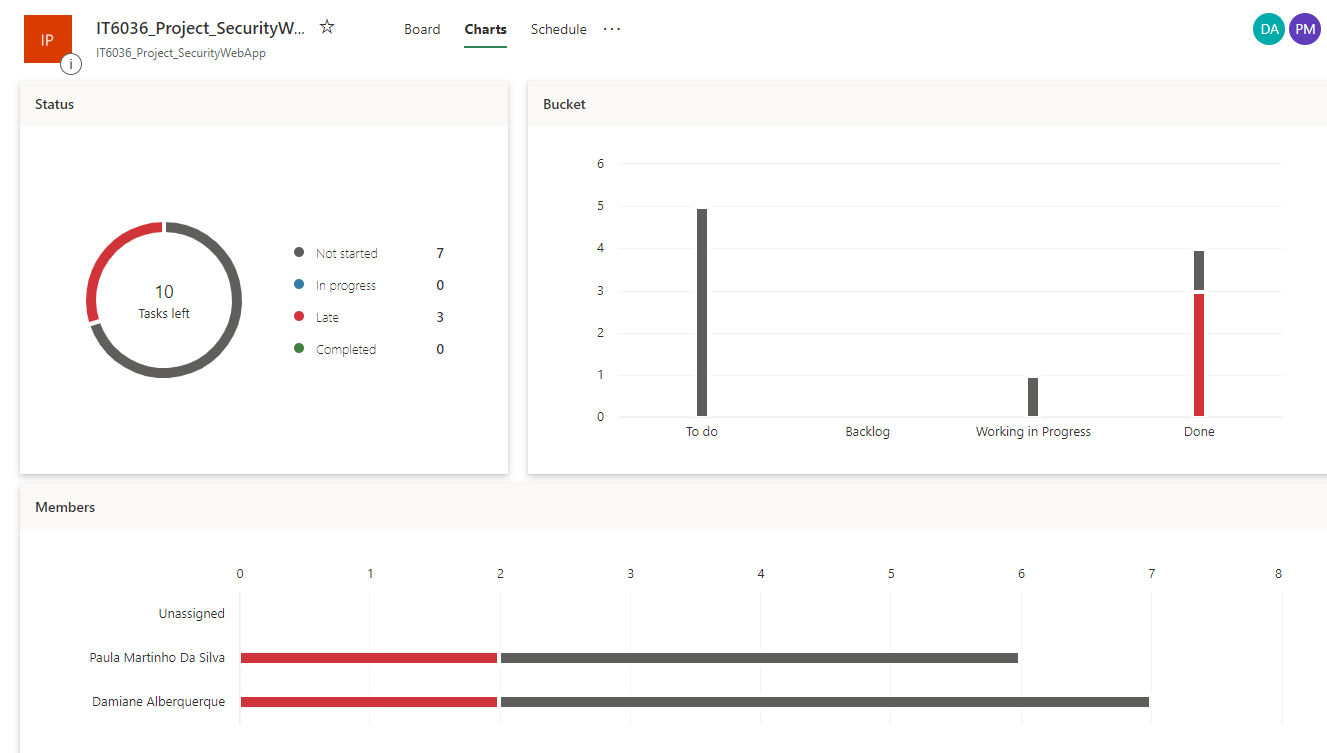 IP
i
IT6036_Project_SecurityW...
IT6036_Project_SecurityWebApp
Board
Charts
Schedule
...
DA
PM
Status
10
Tasks left
Not started 7
In progress 0
Late 3
Completed 0
Bucket
6
5
4
3
2
1
0
To do
Backlog
Working in Progress
Done
Members
0 1 2 3 4 5 6 7 8
Unassigned
Paula Martinho Da Silva
Damiane Alberquerque